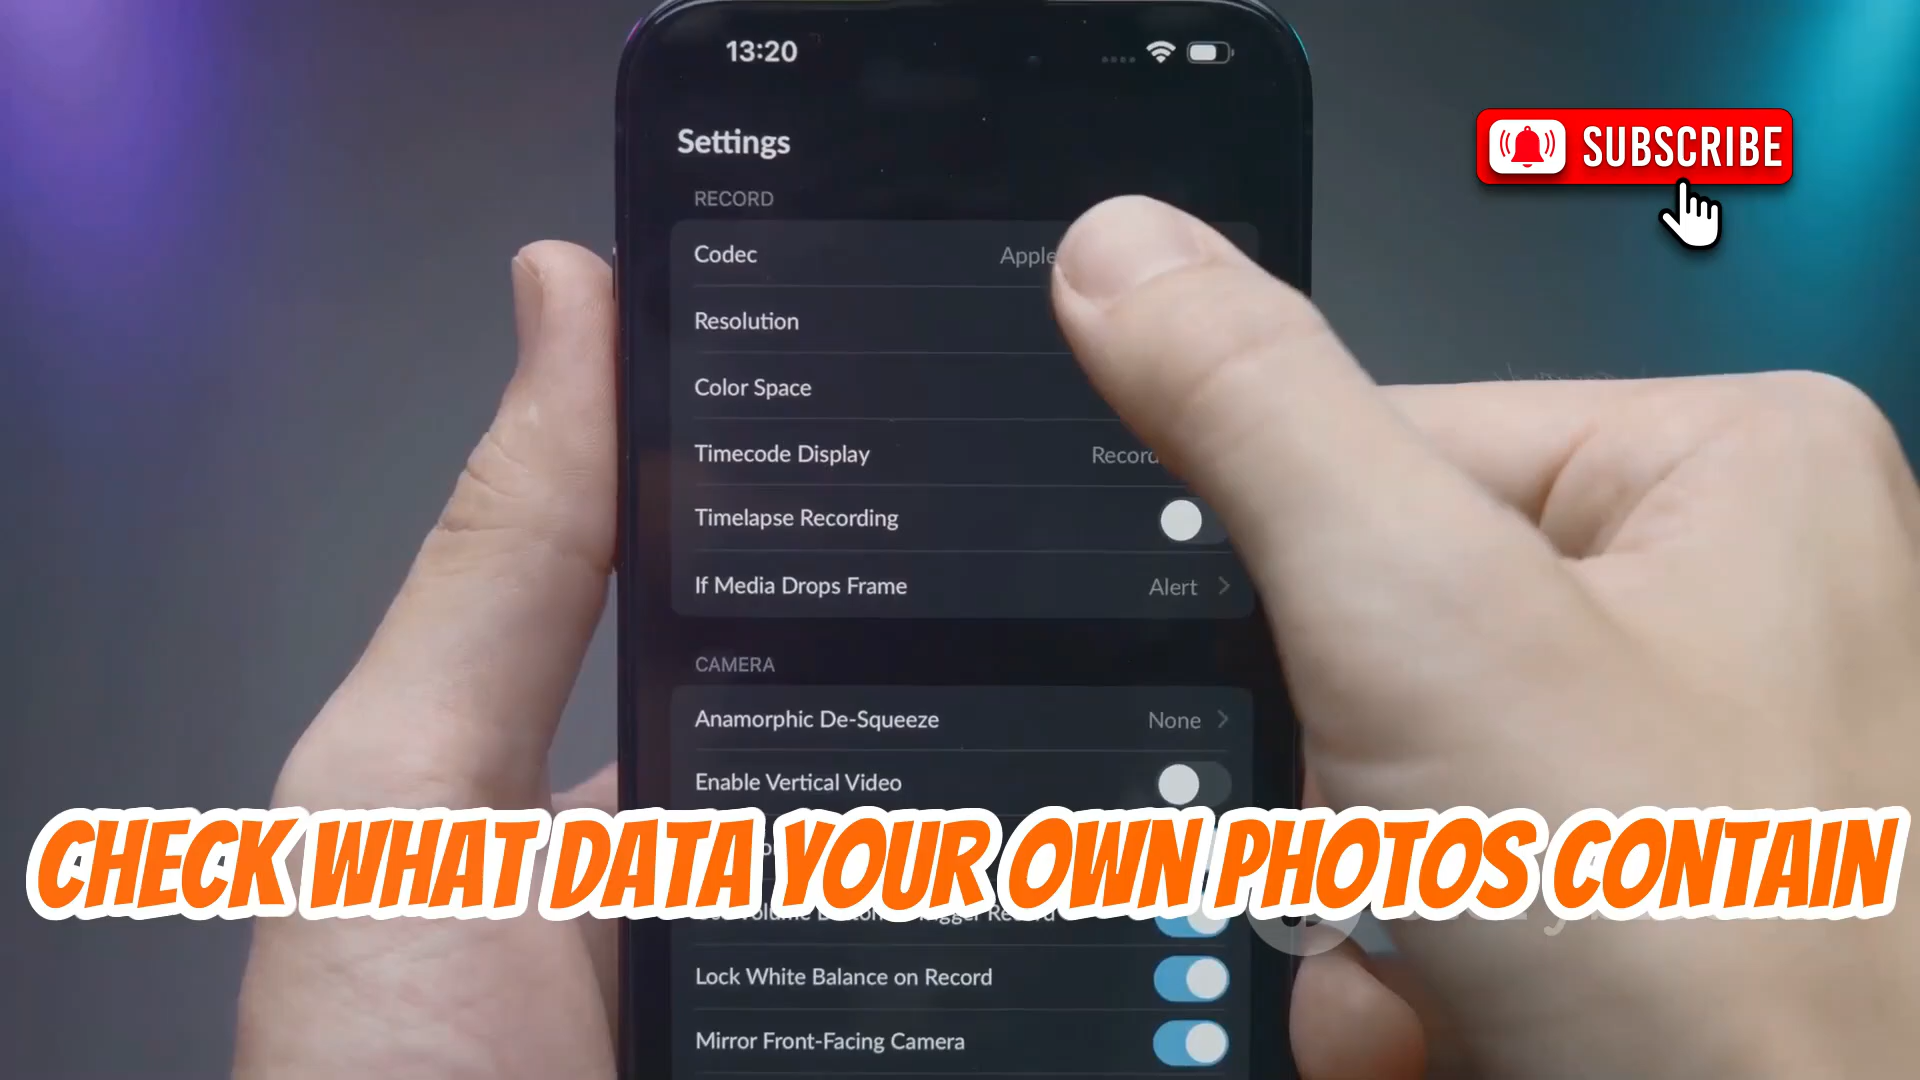 13:20
SUBSCRIBE
Settings
RECORD
Codec Apple
Resolution
Color Space
Timecode Display Record
Timelapse Recording
If Media Drops Frame Alert
CAMERA
Anamorphic De-Squeeze None
Enable Vertical Video
CHECK WHAT DATA YOUR OWN PHOTOS CONTAIN
Record
Lock White Balance on Record
Mirror Front-Facing Camera